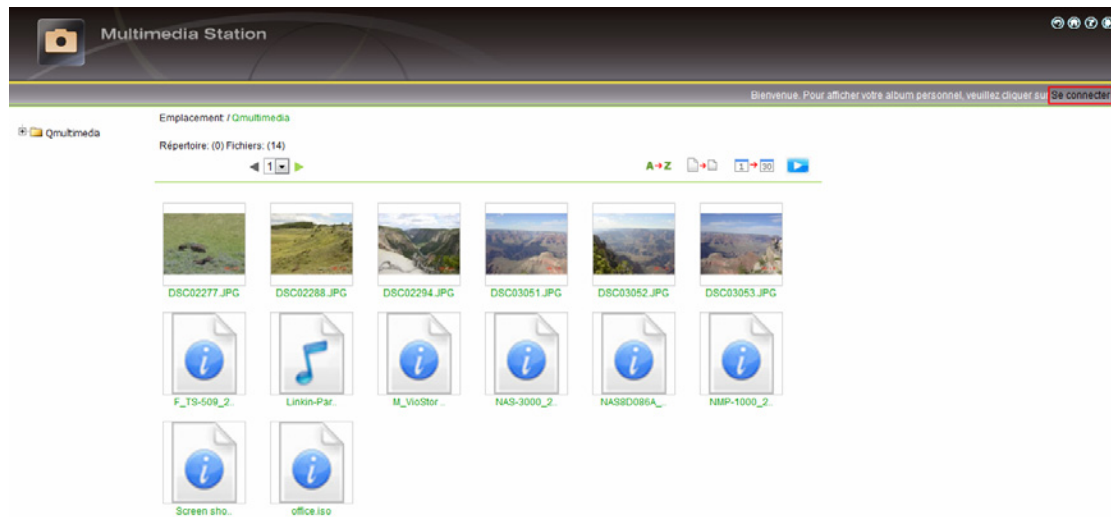 Multimedia Station
Bienvenue. Pour afficher votre album personnel, veuillez cliquer sur Se connecter
Qmultimedia
Emplacement: / Qmultimedia
Répertoire: (0) Fichiers: (14)
1
A→Z
1→30
DSC02277.JPG DSC02288.JPG DSC02294.JPG DSC03051.JPG DSC03052.JPG DSC03053.JPG
F_TS-509_2.. Linkin-Par.. M_VioStor .. NAS-3000_2.. NAS8D086A_.. NMP-1000_2..
Screen sho.. office.iso